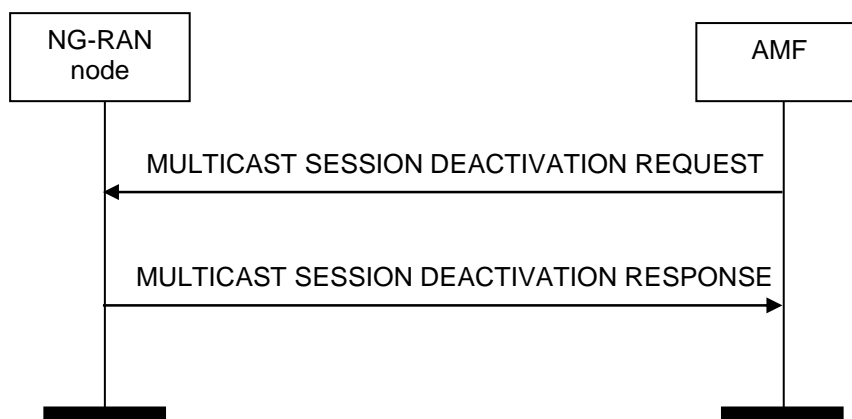 NG-RAN
node
AMF
MULTICAST SESSION DEACTIVATION REQUEST
MULTICAST SESSION DEACTIVATION RESPONSE